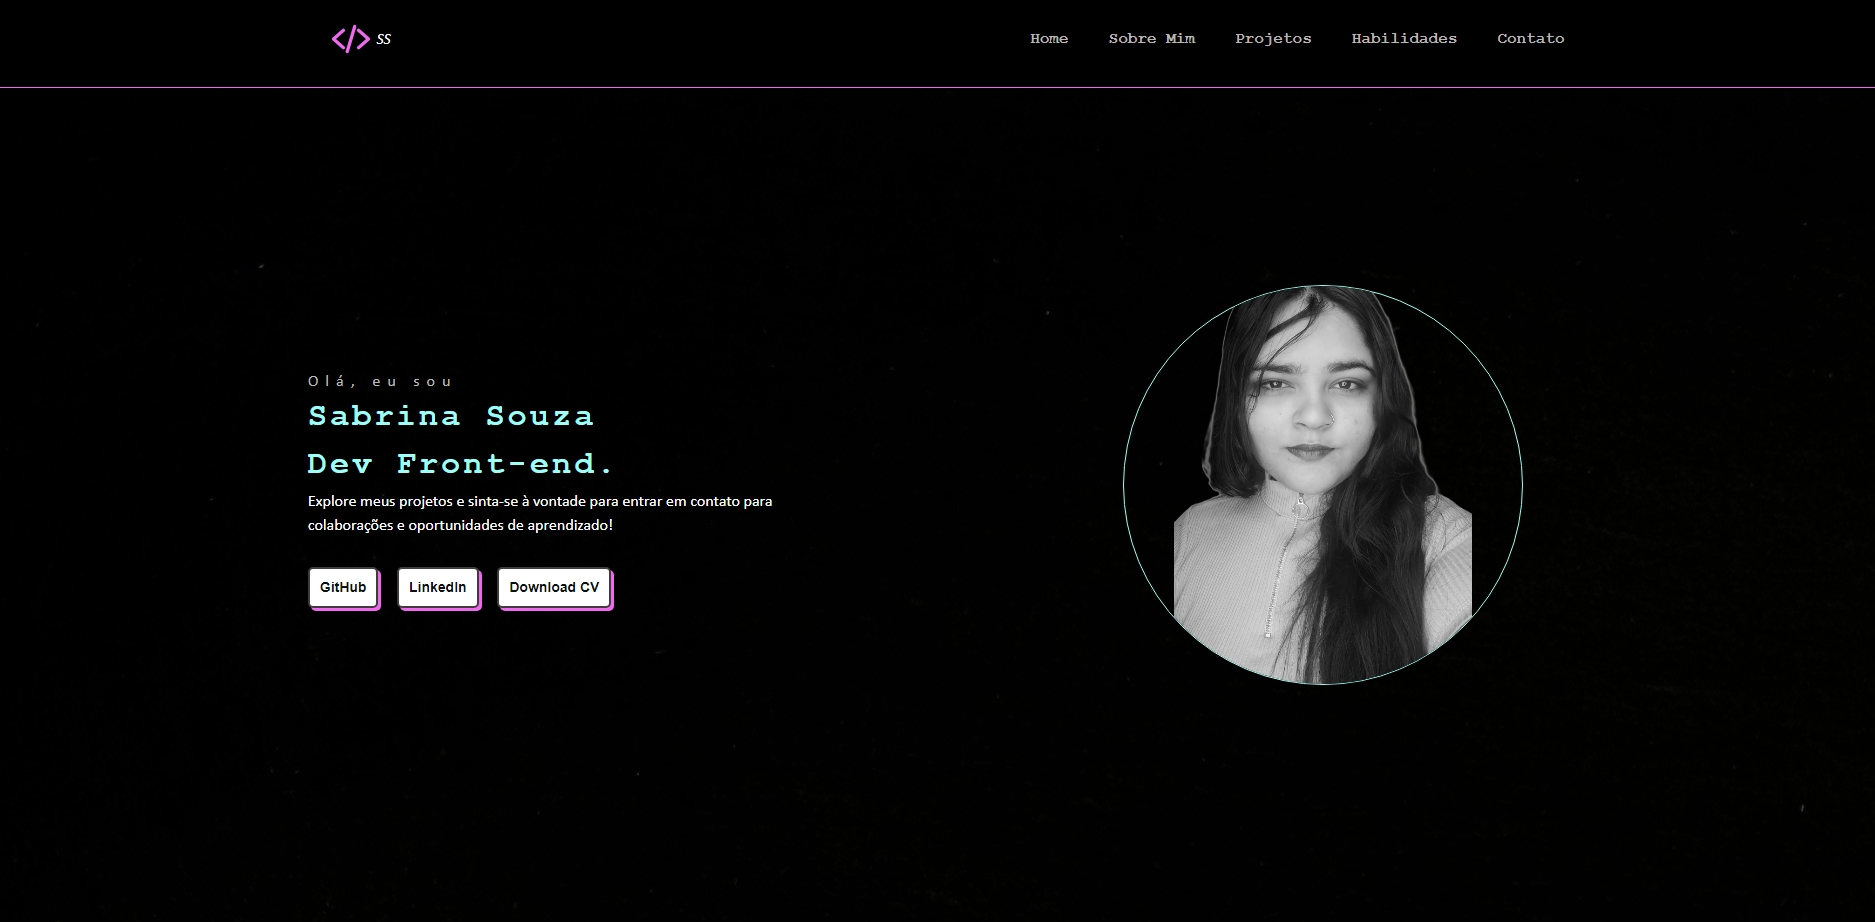 </> SS
Home Sobre Mim Projetos Habilidades Contato
Olá, eu sou
Sabrina Souza
Dev Front-end.
Explore meus projetos e sinta-se à vontade para entrar em contato para
colaborações e oportunidades de aprendizado!
GitHub LinkedIn Download CV